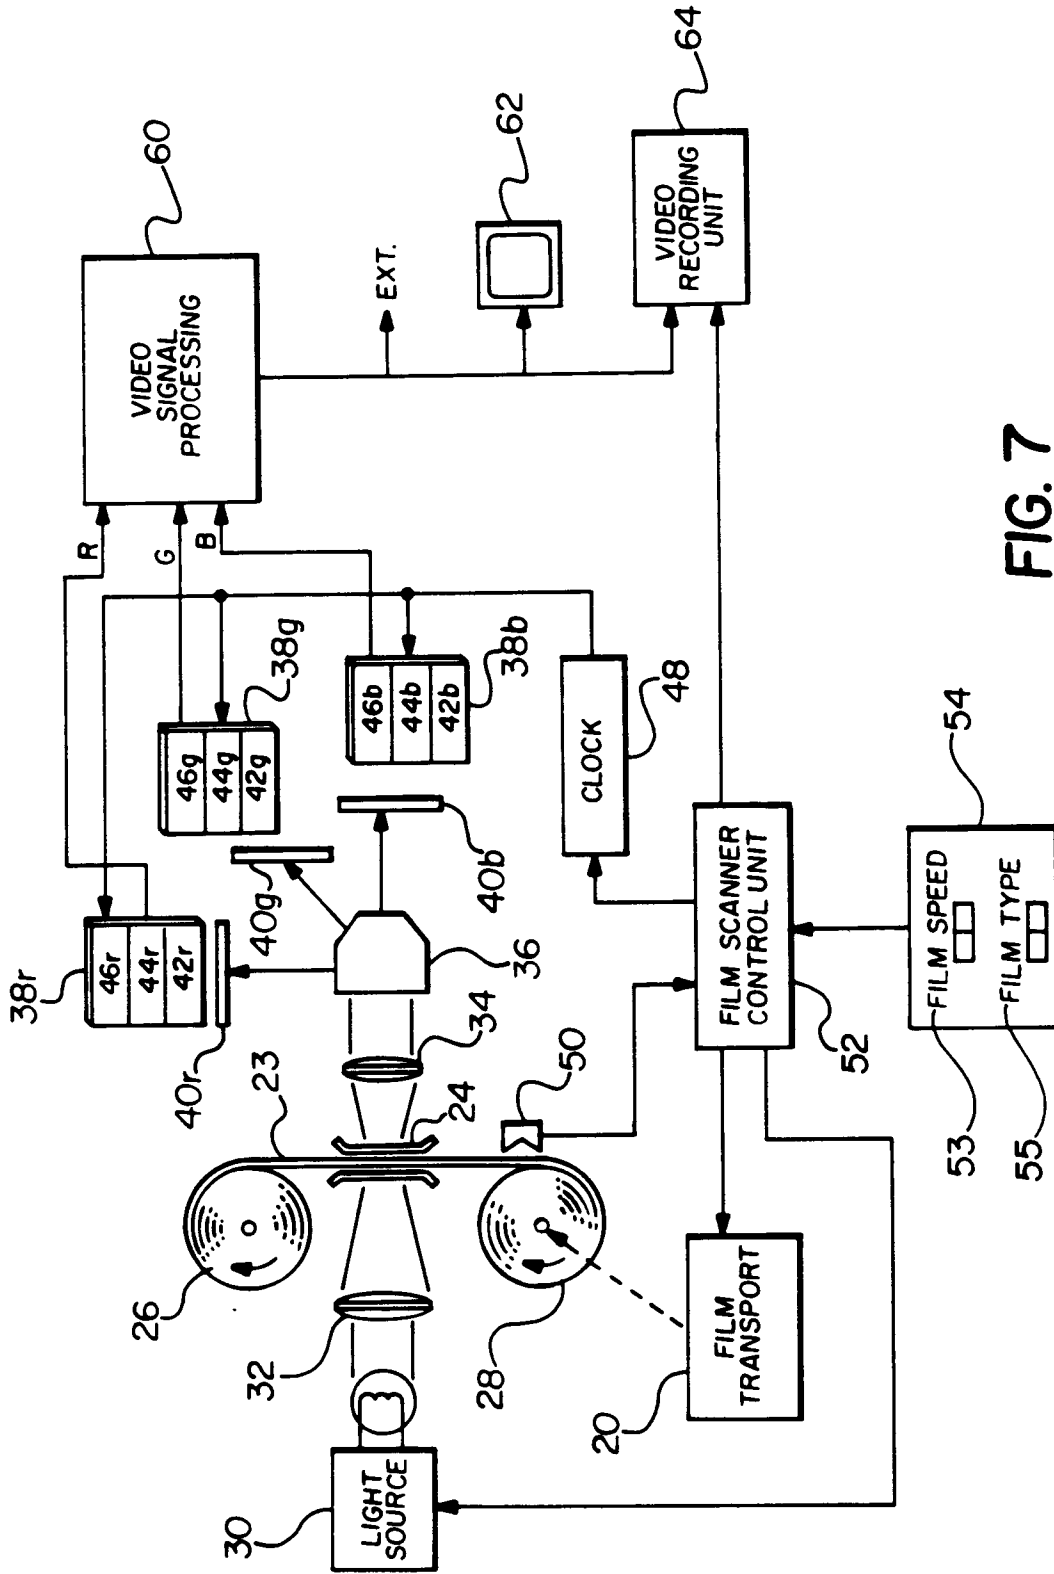 30
LIGHT
SOURCE
32
26
23
24
34
36
28
50
20
FILM
TRANSPORT
38r
46r
44r
42r
40r
40g
46g
44g
42g
38g
40b
46b
44b
42b
38b
R
G
B
VIDEO
SIGNAL
PROCESSING
60
EXT.
62
VIDEO
RECORDING
UNIT
64
CLOCK
48
FILM SCANNER
CONTROL UNIT
52
53
FILM SPEED
55
FILM TYPE
54
FIG. 7